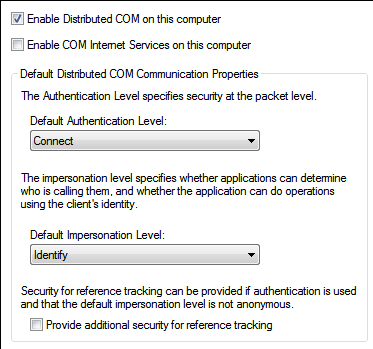 Enable Distributed COM on this computer
Enable COM Internet Services on this computer
Default Distributed COM Communication Properties
The Authentication Level specifies security at the packet level.
Default Authentication Level:
Connect
The impersonation level specifies whether applications can determine
who is calling them, and whether the application can do operations
using the client's identity.
Default Impersonation Level:
Identify
Security for reference tracking can be provided if authentication is used
and that the default impersonation level is not anonymous.
Provide additional security for reference tracking